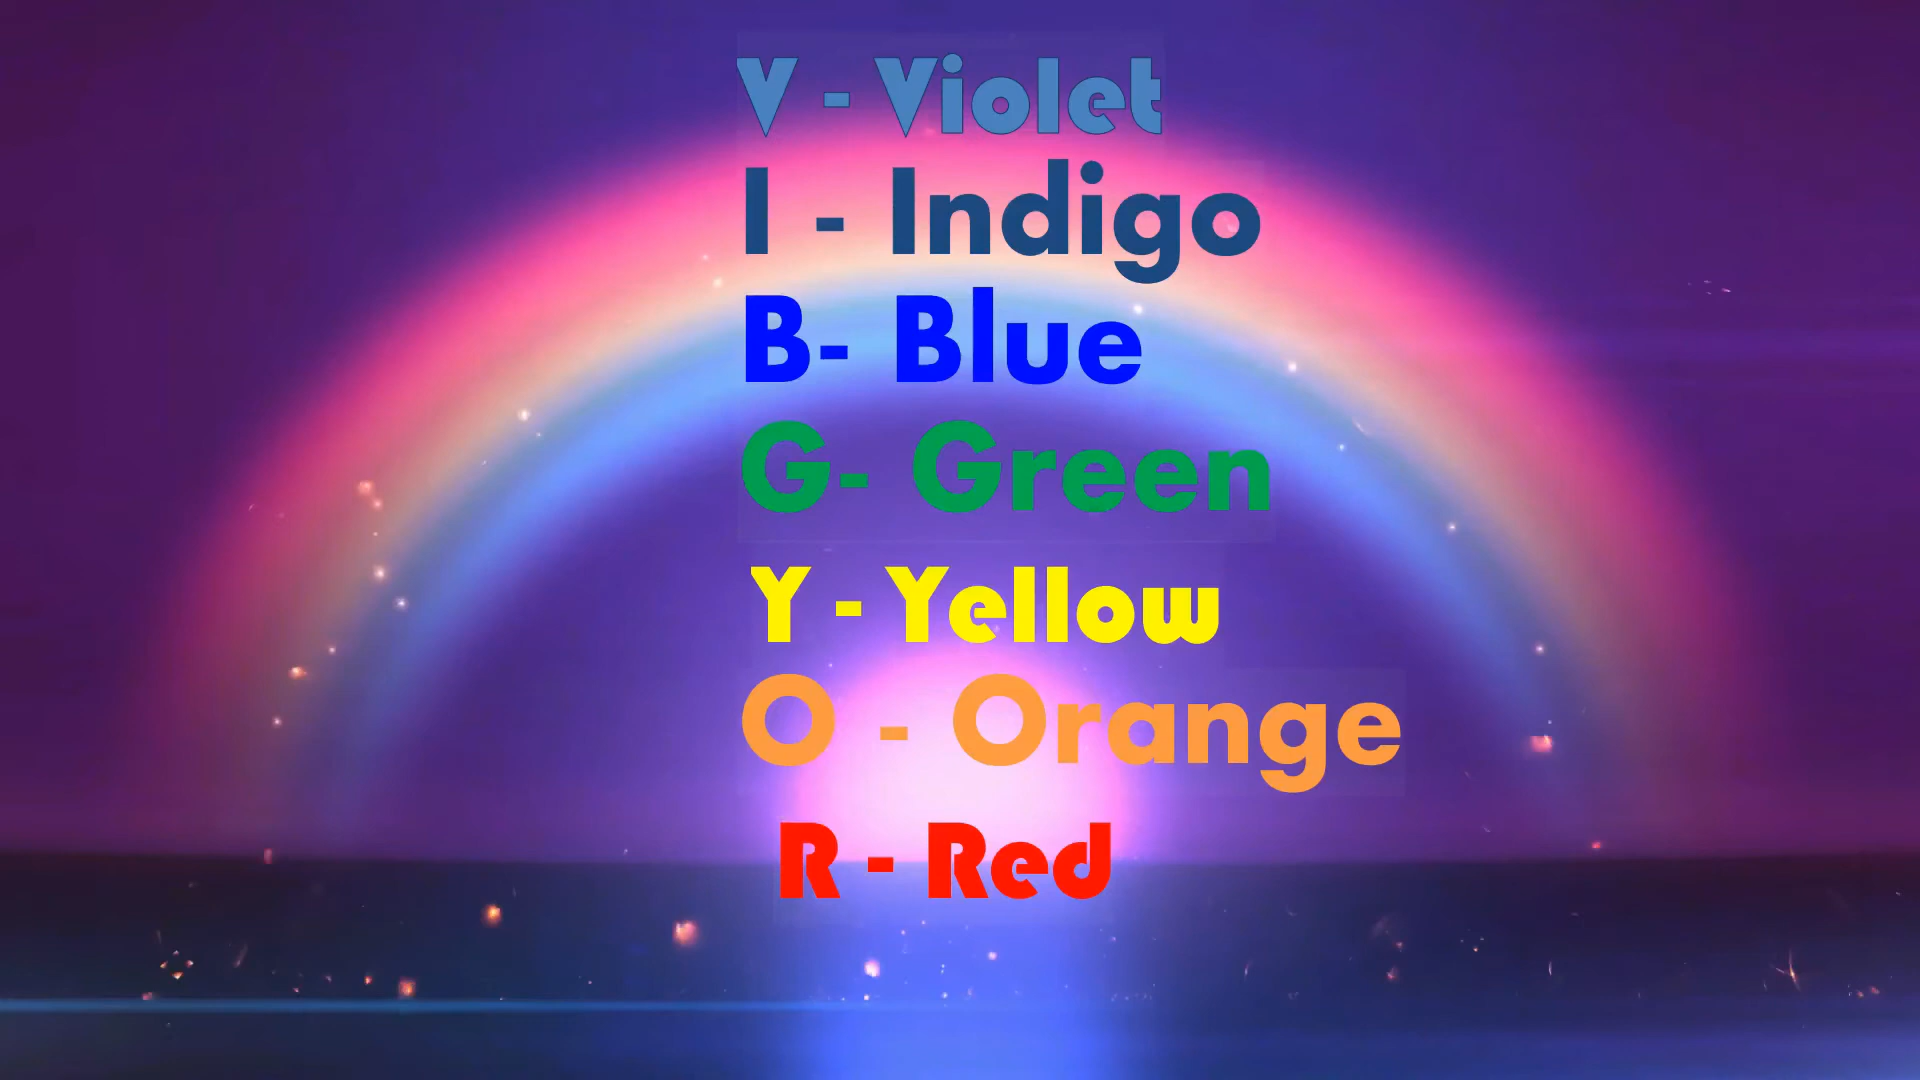 V - Violet
I - Indigo
B- Blue
G- Green
Y - Yellow
O - Orange
R - Red